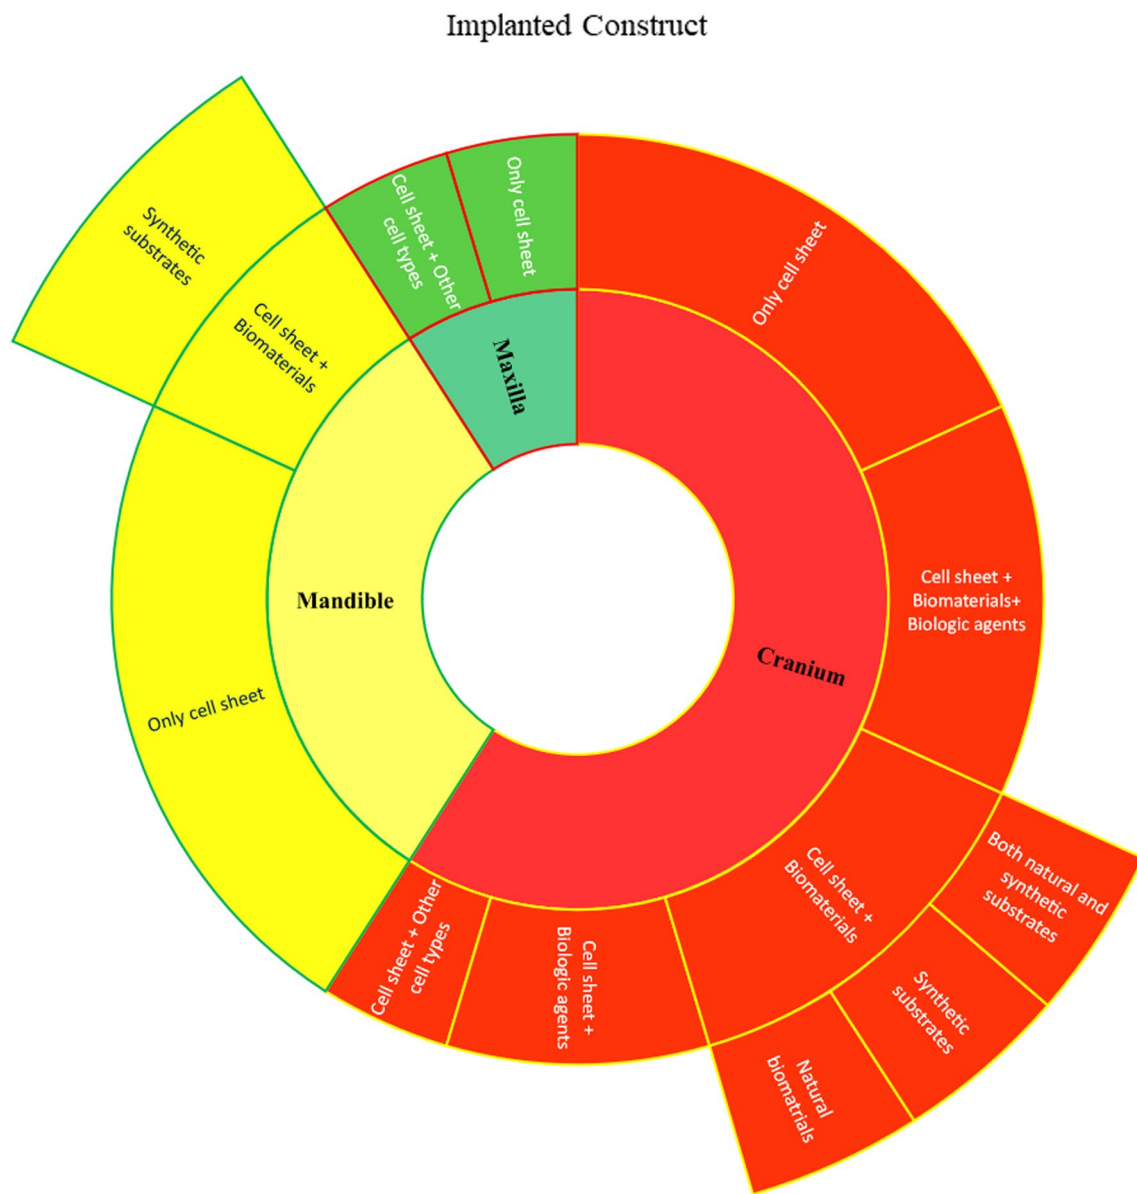 Implanted Construct
Synthetic
substrates
Cell sheet +
Biomaterials
Cell sheet + Other
cell types
Only cell sheet
Maxilla
Only cell sheet
Mandible
Only cell sheet
Cranium
Cell sheet +
Biomaterials+
Biologic agents
Cell sheet +
Biomaterials
Both natural and
synthetic
substrates
Synthetic
substrates
Natural
biomatrials
Cell sheet +
Biologic agents
Cell sheet + Other
cell types